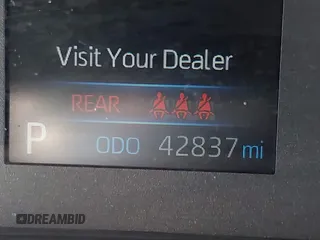 Visit Your Dealer
REAR
P ODO 42837 mi
DREAMBID